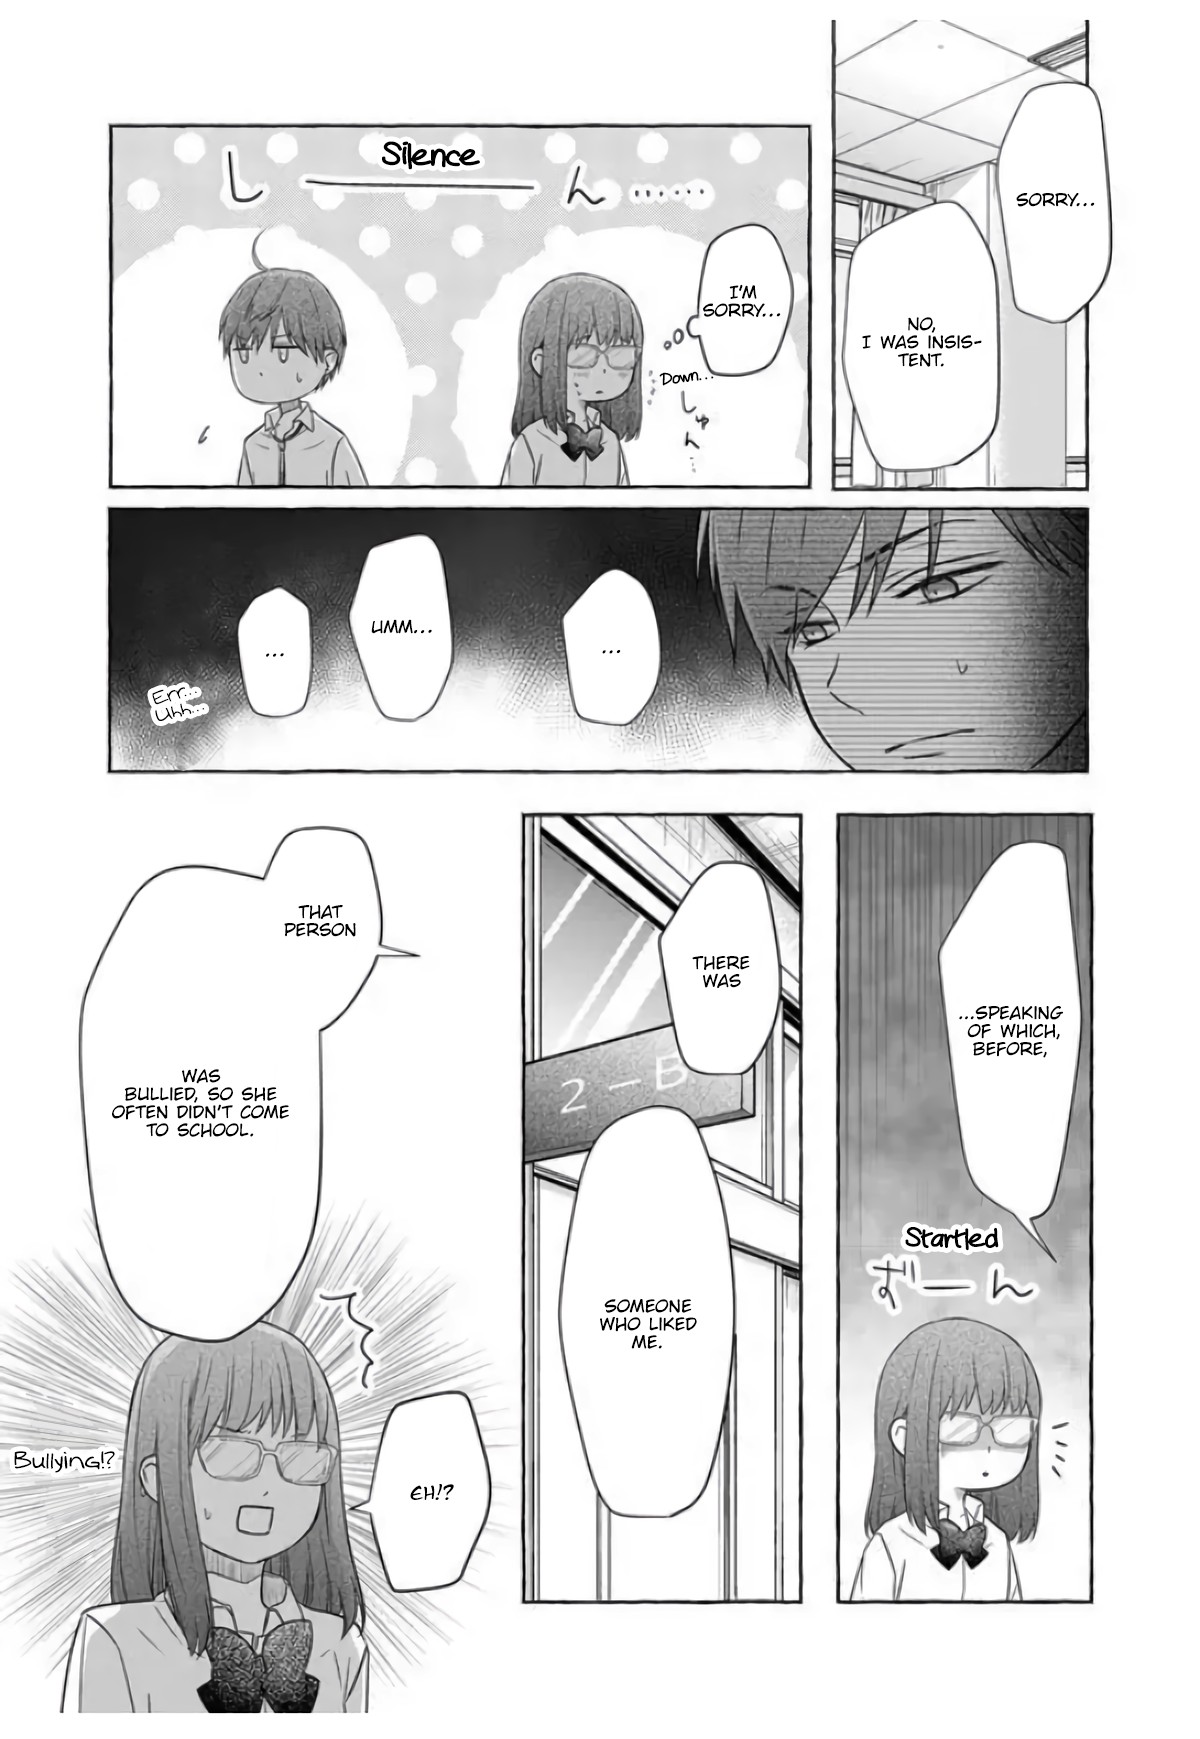 SORRY...
NO,
I WAS INSIS-
TENT.
Silence
しーーーん......
I'M
SORRY...
Down...
しゅん...
...
UMM...
...
Err...
Uhh...
...SPEAKING
OF WHICH,
BEFORE,
Startled
ずーん
THERE
WAS
2-B
SOMEONE
WHO LIKED
ME.
THAT
PERSON
WAS
BULLIED, SO SHE
OFTEN DIDN'T COME
TO SCHOOL.
Bullying!?
EH!?